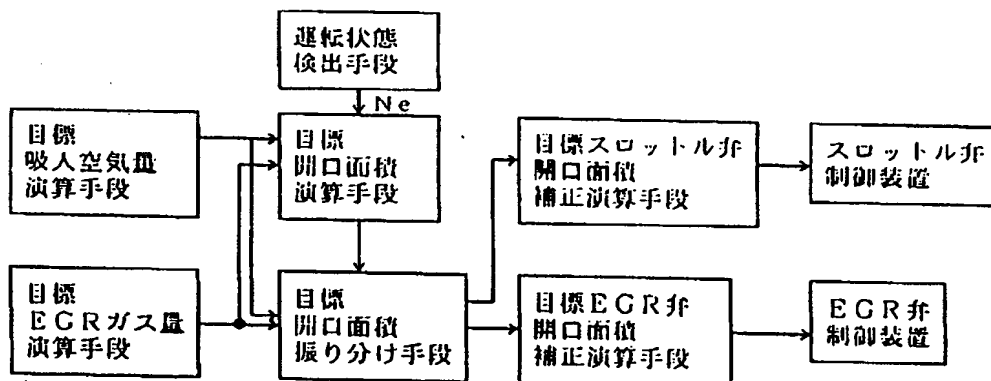 運転状態
検出手段
Ne
目標
吸入空気量
演算手段
目標
開口面積
演算手段
目標スロットル弁
開口面積
補正演算手段
スロットル弁
制御装置
目標
EGRガス量
演算手段
目標
開口面積
振り分け手段
目標EGR弁
開口面積
補正演算手段
EGR弁
制御装置